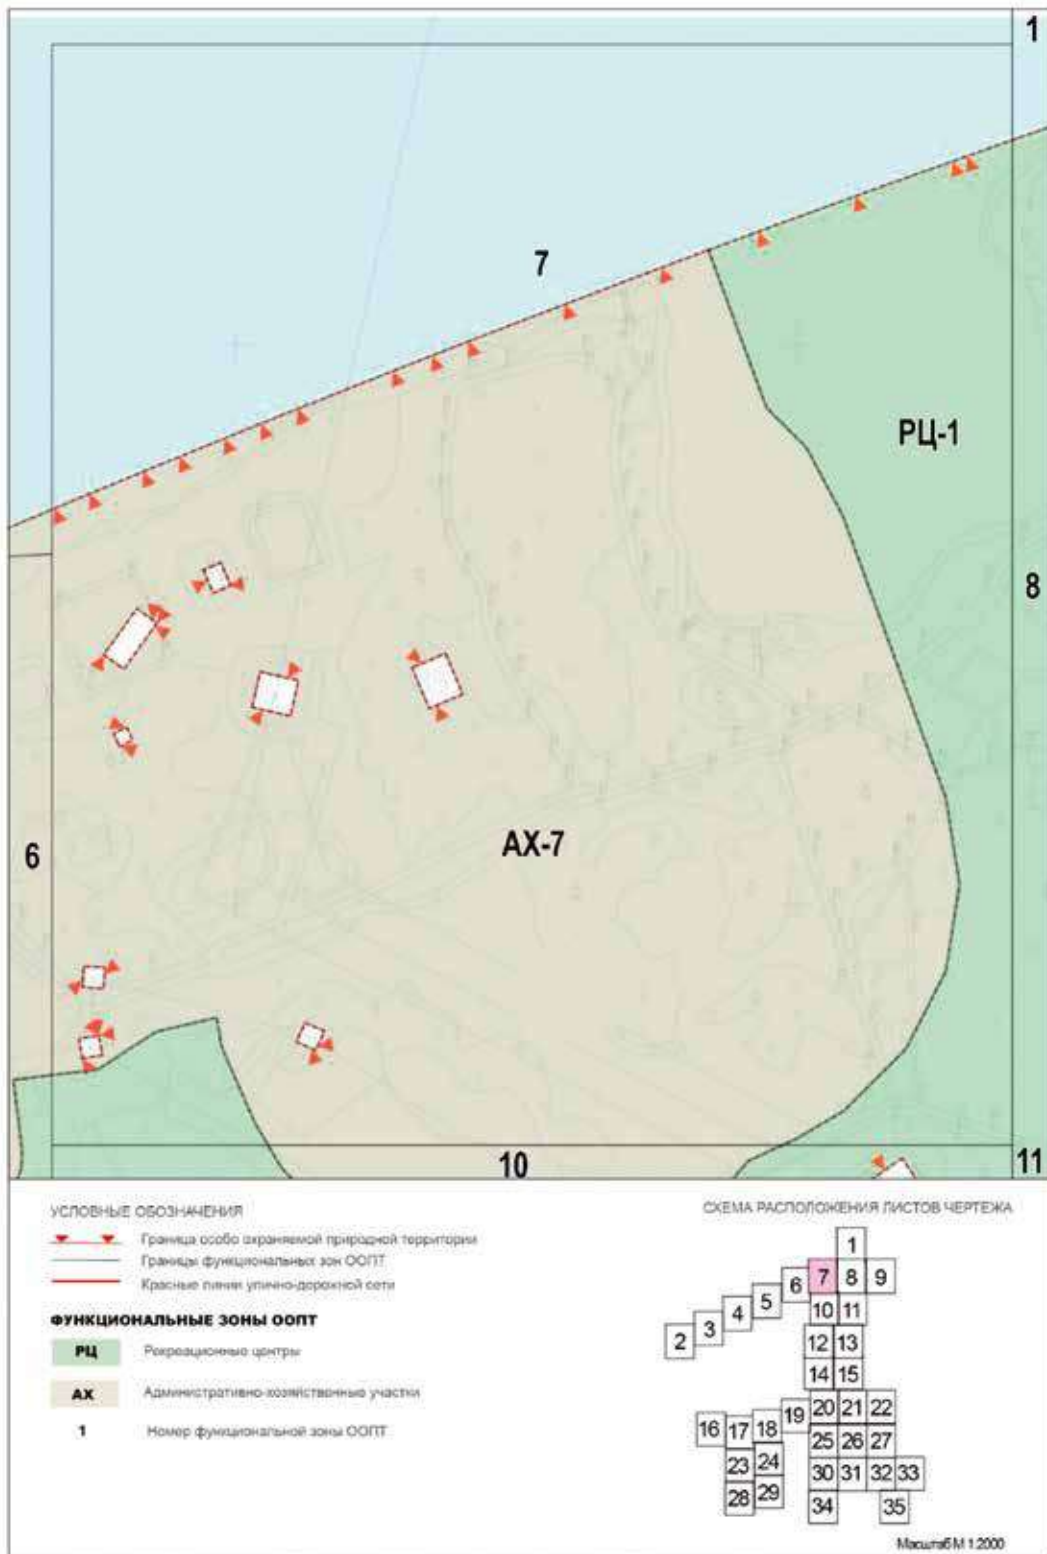 1
7
РЦ-1
8
АХ-7
6
10
11
УСЛОВНЫЕ ОБОЗНАЧЕНИЯ
Граница особо охраняемой природной территории
Границы функциональных зон ООПТ
Красные линии улично-дорожной сети
ФУНКЦИОНАЛЬНЫЕ ЗОНЫ ООПТ
РЦ Рекреационные центры
АХ Административно-хозяйственные участки
1 Номер функциональной зоны ООПТ
СХЕМА РАСПОЛОЖЕНИЯ ЛИСТОВ ЧЕРТЕЖА
1
6 7 8 9
2 3 4 5 10 11
12 13
14 15
16 17 18 19 20 21 22
23 24 25 26 27
28 29 30 31 32 33
34 35
Масштаб М 1:2000